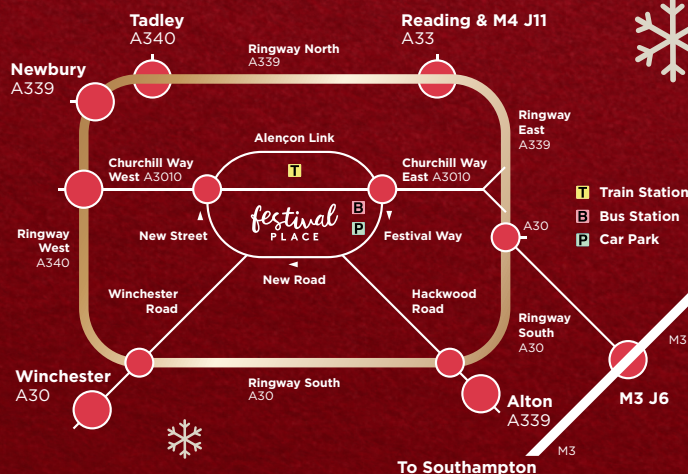 Tadley
A340
Reading & M4 J11
A33
Ringway North
A339
Newbury
A339
Ringway
East
A339
Alençon Link
T
Churchill Way
West A3010
Churchill Way
East A3010
T Train Station
B Bus Station
P Car Park
festival
PLACE
B
P
A30
New Street
Festival Way
Ringway
West
A340
New Road
Winchester
Road
Hackwood
Road
Ringway
South
A30
M3
Winchester
A30
Ringway South
A30
Alton
A339
M3 J6
M3
To Southampton